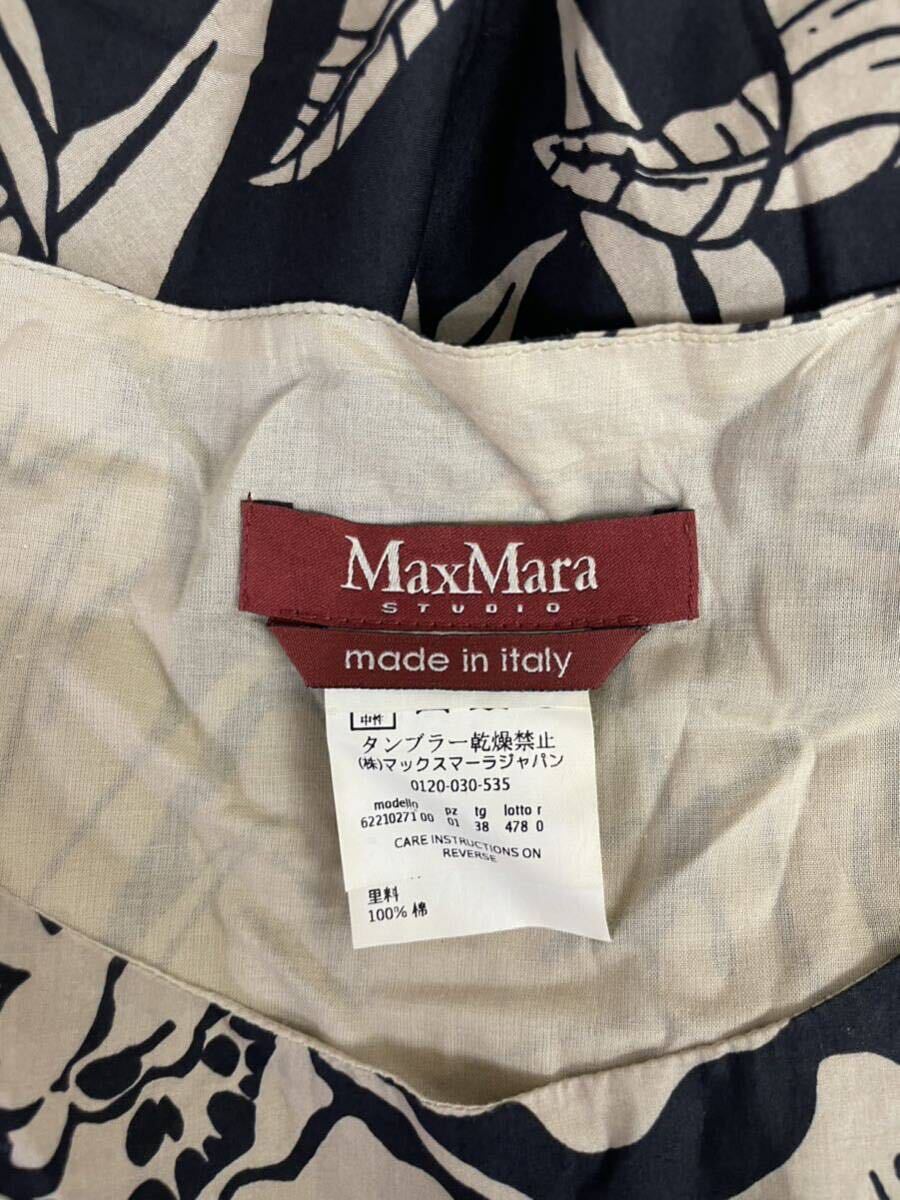 MaxMara
STUDIO
made in italy
中性
タンブラー乾燥禁止
(株)マックスマーラジャパン
0120-030-535
modello pz tg lotto r
62210271 00 01 38 478 0
CARE INSTRUCTIONS ON
REVERSE
里料
100% 棉